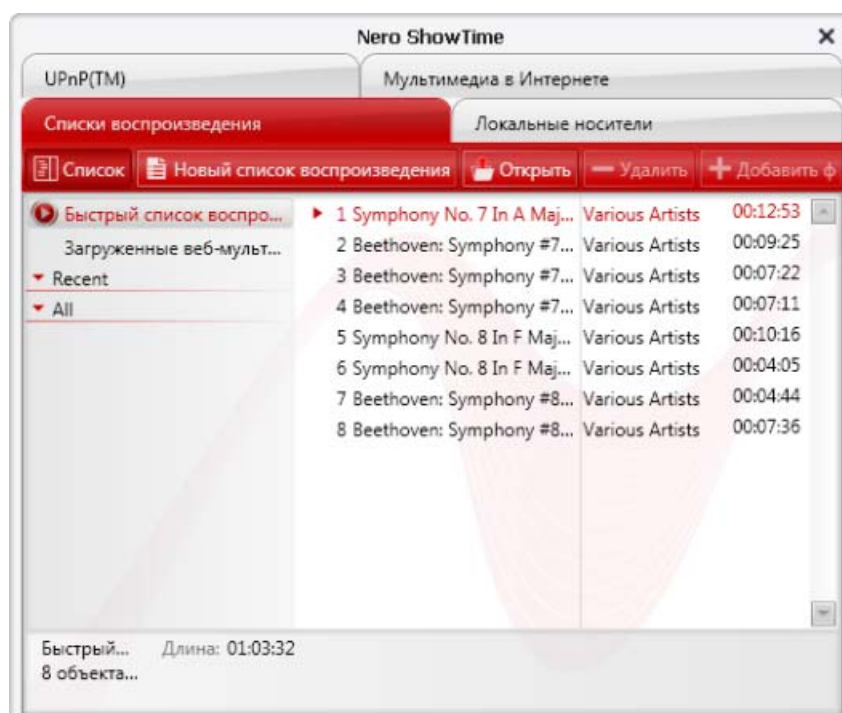 Nero ShowTime
UPnP(TM) Мультимедиа в Интернете
Списки воспроизведения Локальные носители
Список Новый список воспроизведения Открыть Удалить Добавить ф
Быстрый список воспро... 1 Symphony No. 7 In A Maj... Various Artists 00:12:53
Загруженные веб-мульт... 2 Beethoven: Symphony #7... Various Artists 00:09:25
Recent 3 Beethoven: Symphony #7... Various Artists 00:07:22
All 4 Beethoven: Symphony #7... Various Artists 00:07:11
5 Symphony No. 8 In F Maj... Various Artists 00:10:16
6 Symphony No. 8 In F Maj... Various Artists 00:04:05
7 Beethoven: Symphony #8... Various Artists 00:04:44
8 Beethoven: Symphony #8... Various Artists 00:07:36
Быстрый... Длина: 01:03:32
8 объекта...